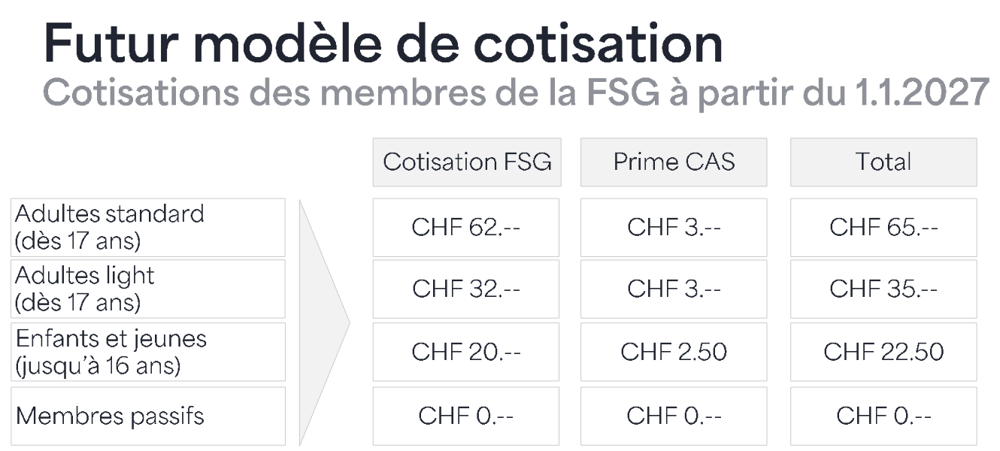 Futur modèle de cotisation
Cotisations des membres de la FSG à partir du 1.1.2027
Cotisation FSG Prime CAS Total
Adultes standard
(dès 17 ans)
CHF 62.-- CHF 3.-- CHF 65.--
Adultes light
(dès 17 ans)
CHF 32.-- CHF 3.-- CHF 35.--
Enfants et jeunes
(jusqu'à 16 ans)
CHF 20.-- CHF 2.50 CHF 22.50
Membres passifs CHF 0.-- CHF 0.-- CHF 0.--